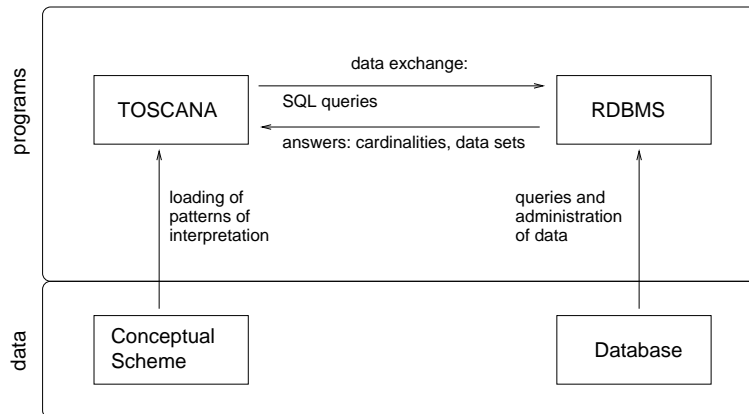 programs
data exchange:
TOSCANA
SQL queries
RDBMS
answers: cardinalities, data sets
loading of
patterns of
interpretation
queries and
administration
of data
data
Conceptual
Scheme
Database